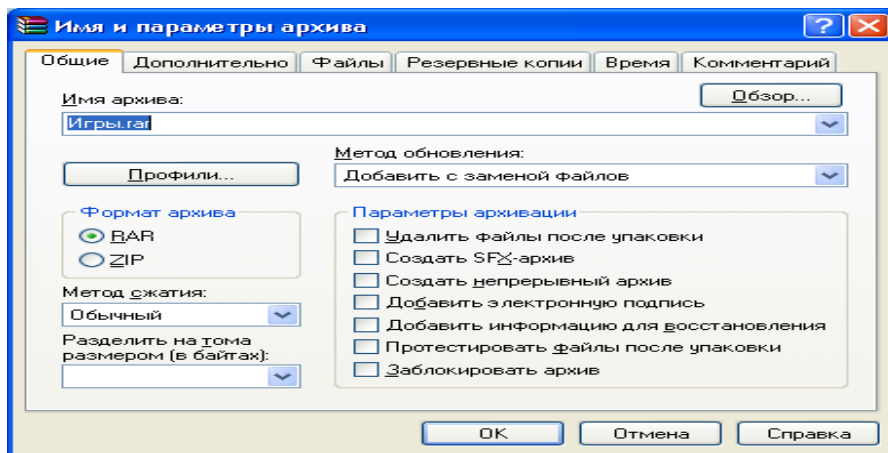 Имя и параметры архива
Общие Дополнительно Файлы Резервные копии Время Комментарий
Имя архива:
Обзор...
Игры.rar
Профили...
Метод обновления:
Добавить с заменой файлов
Формат архива
RAR
ZIP
Метод сжатия:
Обычный
Разделить на тома
размером (в байтах):
Параметры архивации
Удалить файлы после упаковки
Создать SFX-архив
Создать непрерывный архив
Добавить электронную подпись
Добавить информацию для восстановления
Протестировать файлы после упаковки
Заблокировать архив
OK Отмена Справка